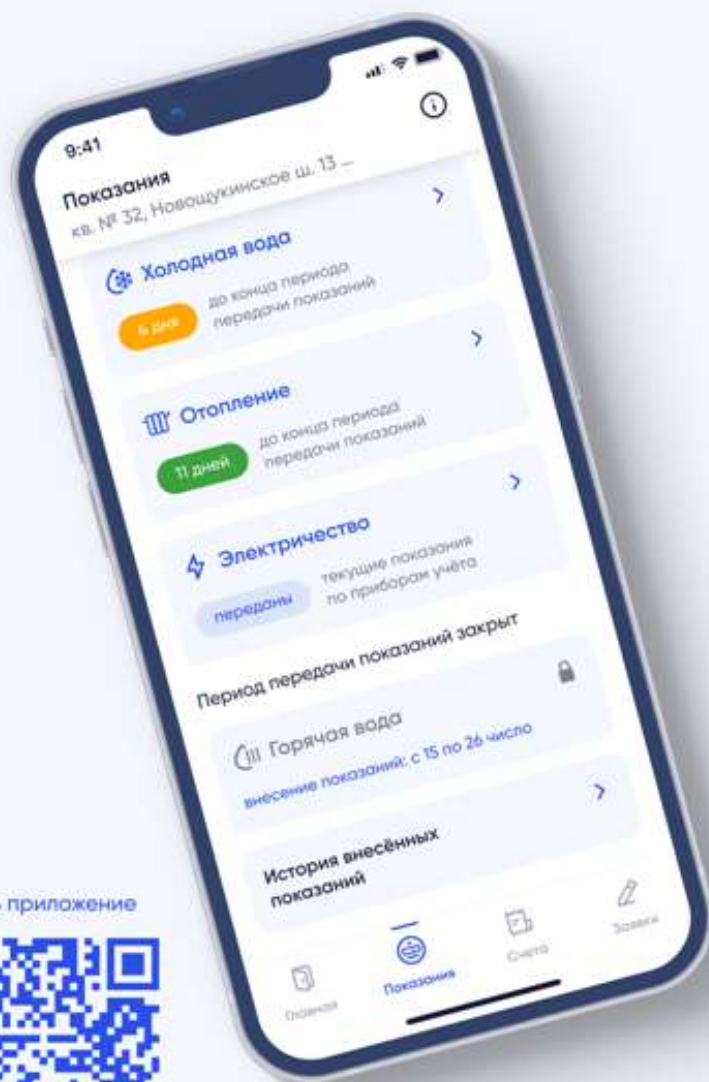 9:41
Показания
кв. № 32, Новощукинское ш. 13 ...
Холодная вода
6 дня
до конца периода
передачи показаний
Отопление
11 дней
до конца периода
передачи показаний
Электричество
переданы
текущие показания
по приборам учёта
Период передачи показаний закрыт
Горячая вода
внесение показаний: с 15 по 26 число
История внесённых
показаний
Главная
Показания
Счета
Заявки
приложение